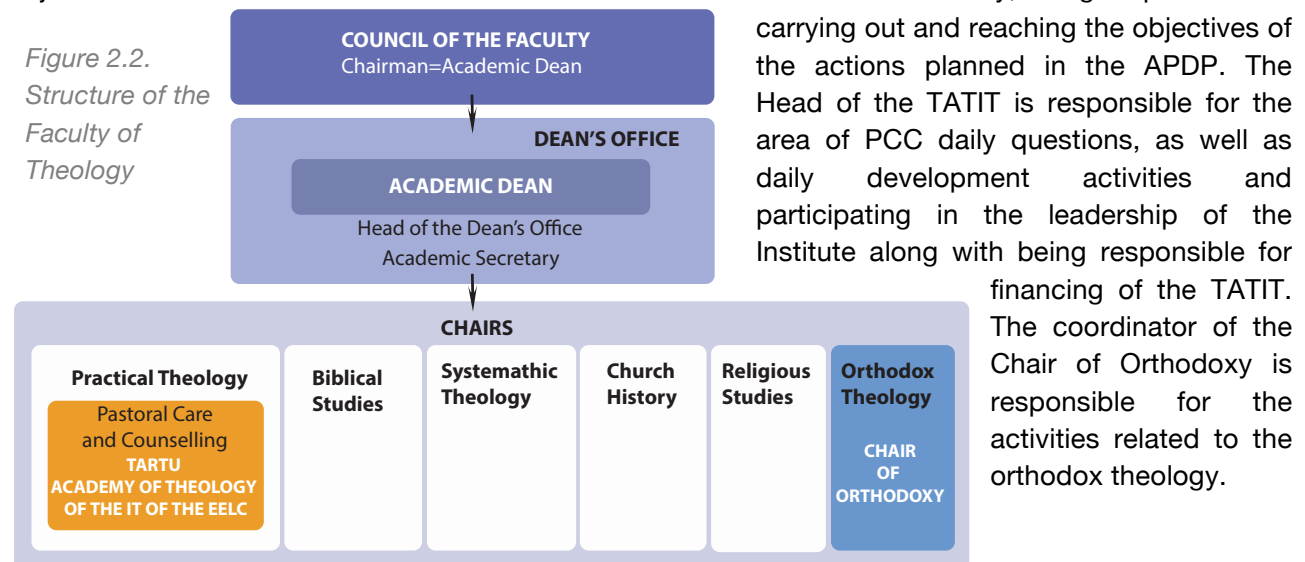 Figure 2.2.
Structure of the
Faculty of
Theology
COUNCIL OF THE FACULTY
Chairman=Academic Dean
DEAN'S OFFICE
ACADEMIC DEAN
Head of the Dean's Office
Academic Secretary
CHAIRS
Practical Theology
Pastoral Care
and Counselling
TARTU
ACADEMY OF THEOLOGY
OF THE IT OF THE EELC
Biblical
Studies
Systemathic
Theology
Church
History
Religious
Studies
Orthodox
Theology
CHAIR
OF
ORTHODOXY
carrying out and reaching the objectives of
the actions planned in the APDP. The
Head of the TATIT is responsible for the
area of PCC daily questions, as well as
daily development activities and
participating in the leadership of the
Institute along with being responsible for
financing of the TATIT.
The coordinator of the
Chair of Orthodoxy is
responsible for the
activities related to the
orthodox theology.